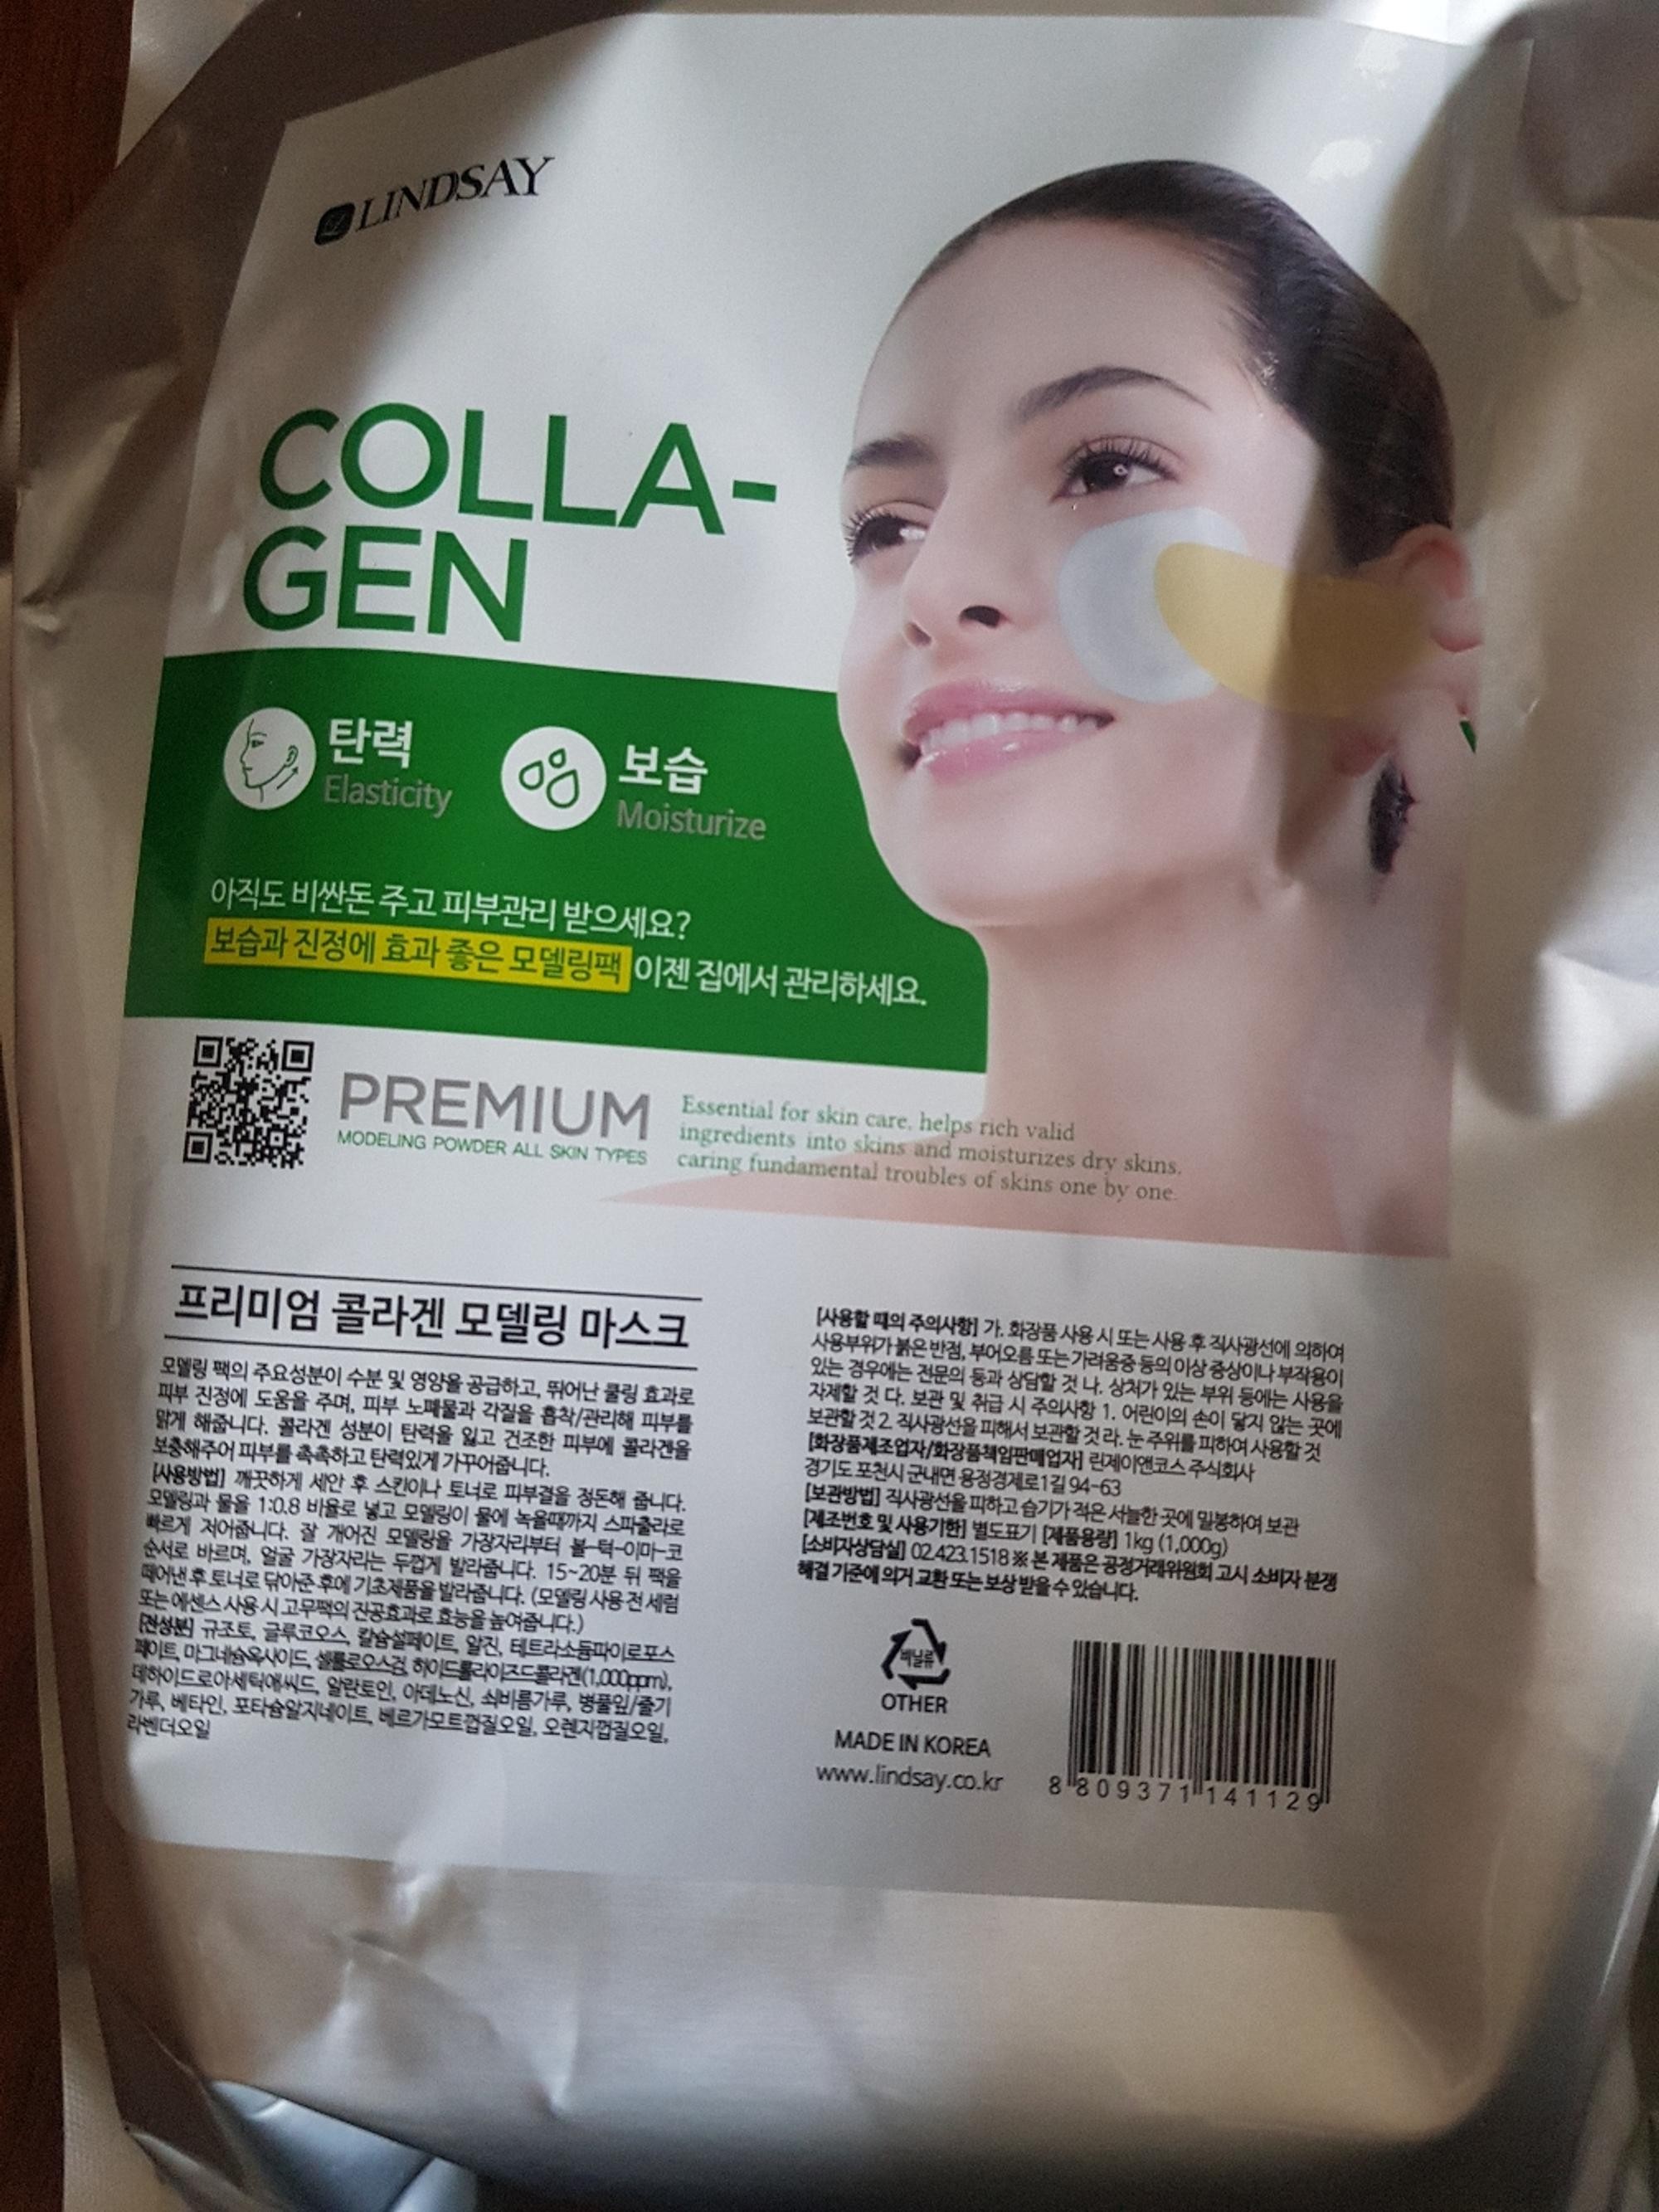 LINDSAY
COLLA-
GEN
탄력
Elasticity
보습
Moisturize
아직도 비싼돈 주고 피부관리 받으세요?
보습과 진정에 효과 좋은 모델링팩 이젠 집에서 관리하세요.
PREMIUM
MODELING POWDER ALL SKIN TYPES
Essential for skin care, helps rich valid
ingredients into skins and moisturizes dry skins,
caring fundamental troubles of skins one by one.
프리미엄 콜라겐 모델링 마스크
모델링 팩의 주요성분이 수분 및 영양을 공급하고, 뛰어난 쿨링 효과로
피부 진정에 도움을 주며, 피부 노폐물과 각질을 흡착/관리해 피부를
맑게 해줍니다. 콜라겐 성분이 탄력을 잃고 건조한 피부에 콜라겐을
보충해주어 피부를 촉촉하고 탄력있게 가꾸어줍니다.
[사용방법] 깨끗하게 세안 후 스킨이나 토너로 피부결을 정돈해 줍니다.
모델링과 물을 1:0.8 비율로 넣고 모델링이 물에 녹을때까지 스파츌라로
빠르게 저어줍니다. 잘 개어진 모델링을 가장자리부터 볼-턱-이마-코
순서로 바르며, 얼굴 가장자리는 두껍게 발라줍니다. 15~20분 뒤 팩을
떼어낸 후 토너로 닦아준 후에 기초제품을 발라줍니다. (모델링 사용 전 세럼
또는 에센스 사용 시 고무팩의 진공효과로 효능을 높여줍니다.)
[전성분] 규조토, 글루코오스, 칼슘설페이트, 알진, 테트라소듐파이로포스
페이트, 마그네슘옥사이드, 셀룰로오스검, 하이드롤라이즈드콜라겐(1,000ppm),
데하이드로아세틱애씨드, 알란토인, 아데노신, 쇠비름가루, 병풀잎/줄기
가루, 베타인, 포타슘알지네이트, 베르가모트껍질오일, 오렌지껍질오일,
라벤더오일
[사용할 때의 주의사항] 가. 화장품 사용 시 또는 사용 후 직사광선에 의하여
사용부위가 붉은 반점, 부어오름 또는 가려움증 등의 이상 증상이나 부작용이
있는 경우에는 전문의 등과 상담할 것 나. 상처가 있는 부위 등에는 사용을
자제할 것 다. 보관 및 취급 시 주의사항 1. 어린이의 손이 닿지 않는 곳에
보관할 것 2. 직사광선을 피해서 보관할 것 라. 눈 주위를 피하여 사용할 것
[화장품제조업자/화장품책임판매업자] 린제이앤코스 주식회사
경기도 포천시 군내면 용정경제로1길 94-63
[보관방법] 직사광선을 피하고 습기가 적은 서늘한 곳에 밀봉하여 보관
[제조번호 및 사용기한] 별도표기 [제품용량] 1kg (1,000g)
[소비자상담실] 02.423.1518 ※ 본 제품은 공정거래위원회 고시 소비자 분쟁
해결 기준에 의거 교환 또는 보상 받을 수 있습니다.
비닐류
OTHER
MADE IN KOREA
www.lindsay.co.kr
8 809371 141129